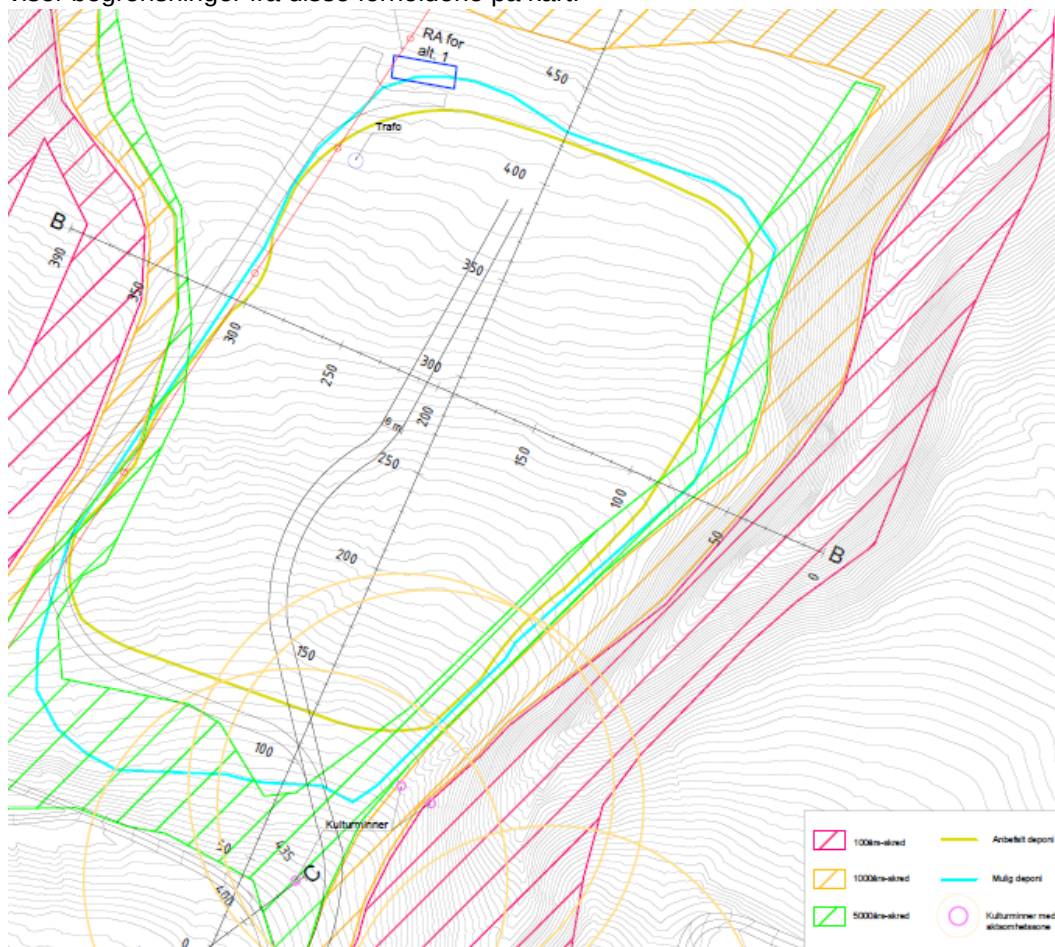 viser begrensninger fra disse forholdene på kart.
RA for
alt. 1
450
Trafo
400
B
390
350
350
300
250
300
200
150
250
100
50
B
0
200
150
100
Kulturminner
50
435
C
400
0
100års-skred
Anbefalt deponi
1000års-skred
Mulig deponi
5000års-skred
Kulturminner med
aktsomhetssone